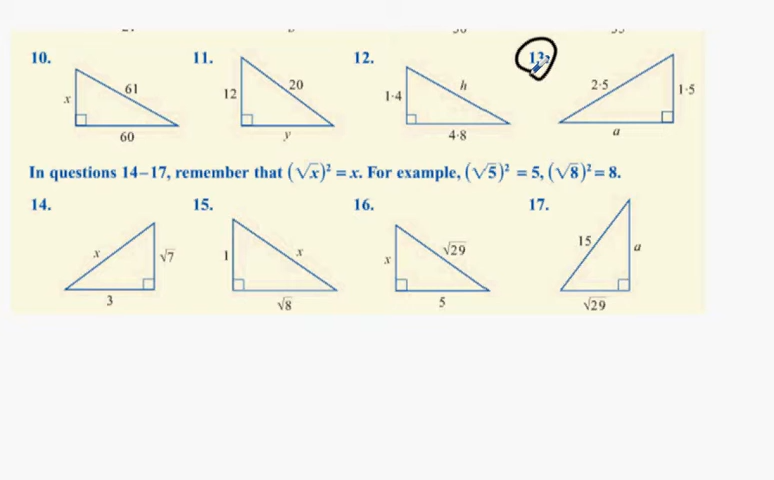 10. 11. 12. 13.
61 20 h 2·5
x 12 1·4 1·5
60 y 4·8 a
In questions 14–17, remember that (√x)² = x. For example, (√5)² = 5, (√8)² = 8.
14. 15. 16. 17.
x √7 1 x x √29 15 a
3 √8 5 √29